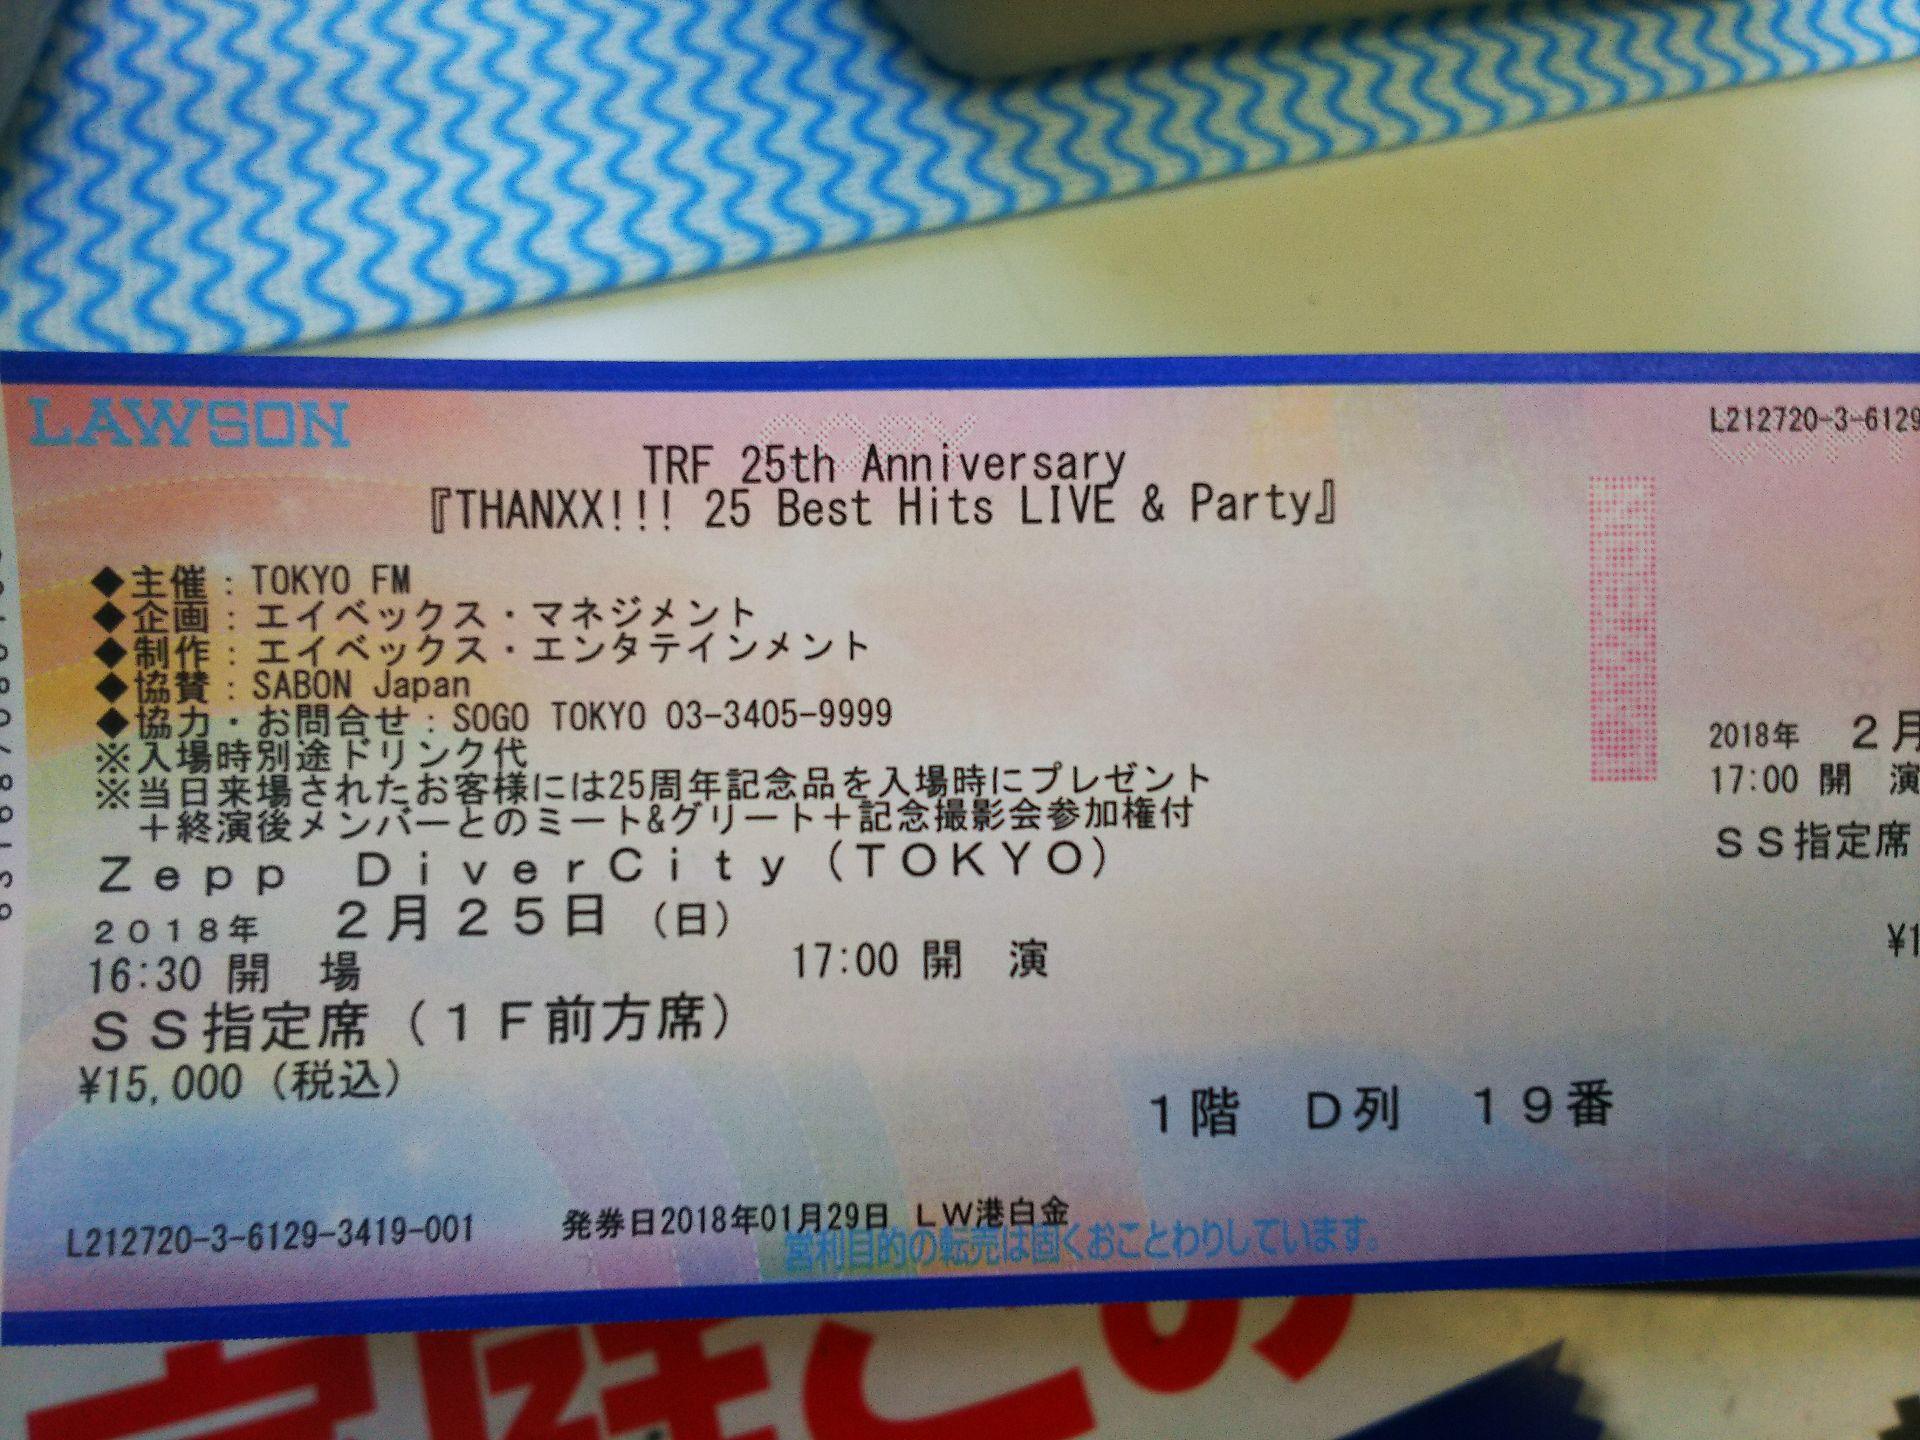 LAWSON
COPY
TRF 25th Anniversary
『THANXX!!! 25 Best Hits LIVE & Party』
◆主催:TOKYO FM
◆企画:エイベックス・マネジメント
◆制作:エイベックス・エンタテインメント
◆協賛:SABON Japan
◆協力・お問合せ:SOGO TOKYO 03-3405-9999
※入場時別途ドリンク代
※当日来場されたお客様には25周年記念品を入場時にプレゼント
+終演後メンバーとのミート&グリート+記念撮影会参加権付
Zepp DiverCity(TOKYO)
2018年 2月25日(日)
16:30 開 場 17:00 開 演
SS指定席(1F前方席)
¥15,000(税込)
1階 D列 19番
L212720-3-6129-3419-001 発券日2018年01月29日 LW港白金
営利目的の転売は固くおことわりしています。
L212720-3-6129
COPY
2018年 2月
17:00 開 演
SS指定席
¥1